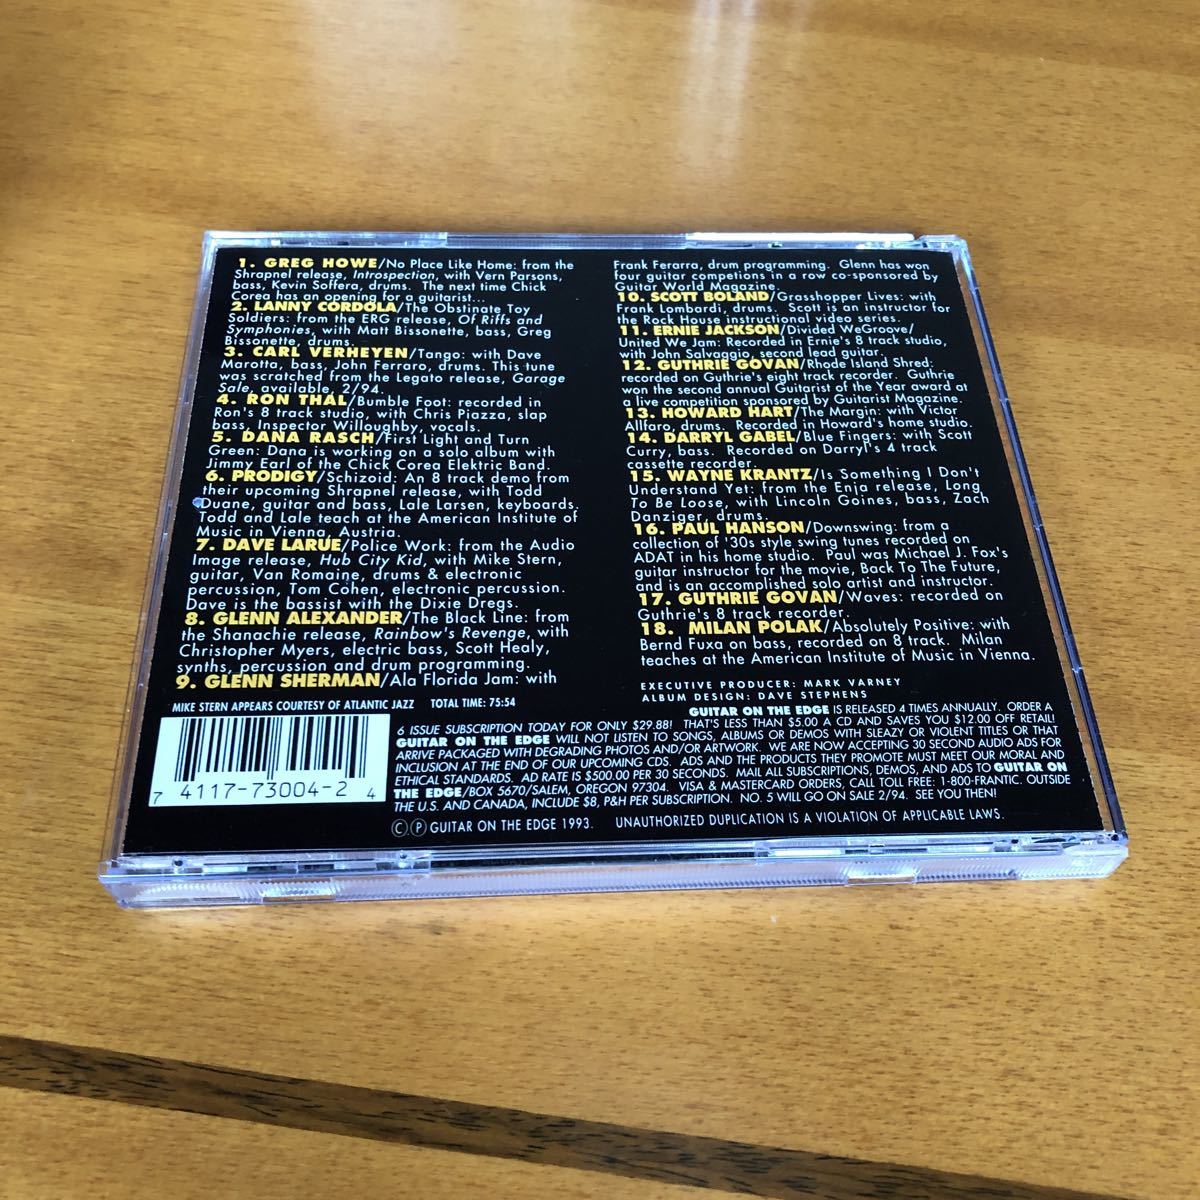 1. GREG HOWE/No Place Like Home: from the
Shrapnel release, Introspection, with Vern Parsons,
bass, Kevin Soffera, drums. The next time Chick
Corea has an opening for a guitarist...
2. LANNY CORDOLA/The Obstinate Toy
Soldiers: from the ERG release, Of Riffs and
Symphonies, with Matt Bissonette, bass, Greg
Bissonette, drums.
3. CARL VERHEYEN/Tango: with Dave
Marotta, bass, John Ferraro, drums. This tune
was scratched from the Legato release, Garage
Sale, available, 2/94.
4. RON THAL/Bumble Foot: recorded in
Ron's 8 track studio, with Chris Piazza, slap
bass, Inspector Willoughby, vocals.
5. DANA RASCH/First Light and Turn
Green: Dana is working on a solo album with
Jimmy Earl of the Chick Corea Elektric Band.
6. PRODIGY/Schizoid: An 8 track demo from
their upcoming Shrapnel release, with Todd
Duane, guitar and bass, Lale Larsen, keyboards.
Todd and Lale teach at the American Institute of
Music in Vienna, Austria.
7. DAVE LARUE/Police Work: from the Audio
Image release, Hub City Kid, with Mike Stern,
guitar, Van Romaine, drums & electronic
percussion, Tom Cohen, electronic percussion.
Dave is the bassist with the Dixie Dregs.
8. GLENN ALEXANDER/The Black Line: from
the Shanachie release, Rainbow's Revenge, with
Christopher Myers, electric bass, Scott Healy,
synths, percussion and drum programming.
9. GLENN SHERMAN/Ala Florida Jam: with
Frank Ferarra, drum programming. Glenn has won
four guitar competions in a row co-sponsored by
Guitar World Magazine.
10. SCOTT BOLAND/Grasshopper Lives: with
Frank Lombardi, drums. Scott is an instructor for
the Rock House instructional video series.
11. ERNIE JACKSON/Divided WeGroove/
United We Jam: Recorded in Ernie's 8 track studio,
with John Salvaggio, second lead guitar.
12. GUTHRIE GOVAN/Rhode Island Shred:
recorded on Guthrie's eight track recorder. Guthrie
won the second annual Guitarist of the Year award at
a live competition sponsored by Guitarist Magazine.
13. HOWARD HART/The Margin: with Victor
Allfaro, drums. Recorded in Howard's home studio.
14. DARRYL GABEL/Blue Fingers: with Scott
Curry, bass. Recorded on Darryl's 4 track
cassette recorder.
15. WAYNE KRANTZ/Is Something I Don't
Understand Yet: from the Enja release, Long
To Be Loose, with Lincoln Goines, bass, Zach
Danziger, drums.
16. PAUL HANSON/Downswing: from a
collection of '30s style swing tunes recorded on
ADAT in his home studio. Paul was Michael J. Fox's
guitar instructor for the movie, Back To The Future,
and is an accomplished solo artist and instructor.
17. GUTHRIE GOVAN/Waves: recorded on
Guthrie's 8 track recorder.
18. MILAN POLAK/Absolutely Positive: with
Bernd Fuxa on bass, recorded on 8 track. Milan
teaches at the American Institute of Music in Vienna.
EXECUTIVE PRODUCER: MARK VARNEY
ALBUM DESIGN: DAVE STEPHENS
MIKE STERN APPEARS COURTESY OF ATLANTIC JAZZ TOTAL TIME: 75:54
7 4117-73004-2 4
GUITAR ON THE EDGE IS RELEASED 4 TIMES ANNUALLY. ORDER A
6 ISSUE SUBSCRIPTION TODAY FOR ONLY $29.88! THAT'S LESS THAN $5.00 A CD AND SAVES YOU $12.00 OFF RETAIL!
GUITAR ON THE EDGE WILL NOT LISTEN TO SONGS, ALBUMS OR DEMOS WITH SLEAZY OR VIOLENT TITLES OR THAT
ARRIVE PACKAGED WITH DEGRADING PHOTOS AND/OR ARTWORK. WE ARE NOW ACCEPTING 30 SECOND AUDIO ADS FOR
INCLUSION AT THE END OF OUR UPCOMING CDS. ADS AND THE PRODUCTS THEY PROMOTE MUST MEET OUR MORAL AND
ETHICAL STANDARDS. AD RATE IS $500.00 PER 30 SECONDS. MAIL ALL SUBSCRIPTIONS, DEMOS, AND ADS TO GUITAR ON
THE EDGE/BOX 5670/SALEM, OREGON 97304. VISA & MASTERCARD ORDERS, CALL TOLL FREE: 1-800-FRANTIC. OUTSIDE
THE U.S. AND CANADA, INCLUDE $8, P&H PER SUBSCRIPTION. NO. 5 WILL GO ON SALE 2/94. SEE YOU THEN!
Ⓒ,Ⓟ GUITAR ON THE EDGE 1993. UNAUTHORIZED DUPLICATION IS A VIOLATION OF APPLICABLE LAWS.